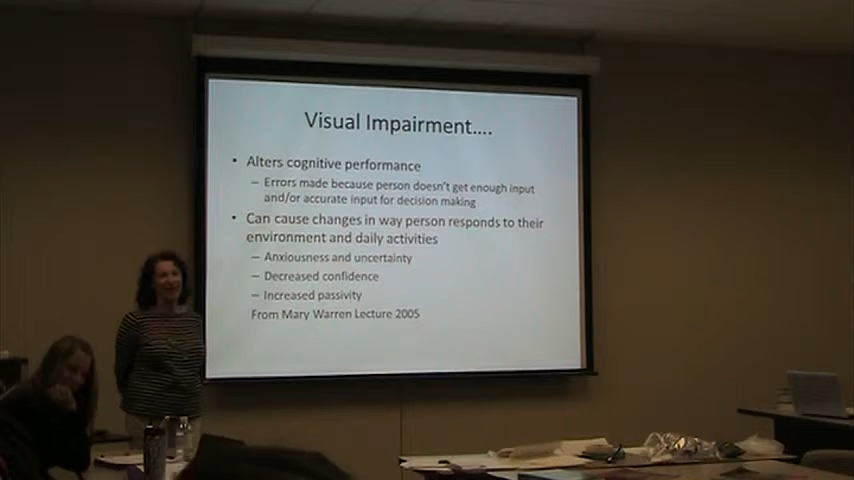 Visual Impairment....
• Alters cognitive performance
– Errors made because person doesn't get enough input
and/or accurate input for decision making
• Can cause changes in way person responds to their
environment and daily activities
– Anxiousness and uncertainty
– Decreased confidence
– Increased passivity
From Mary Warren Lecture 2005